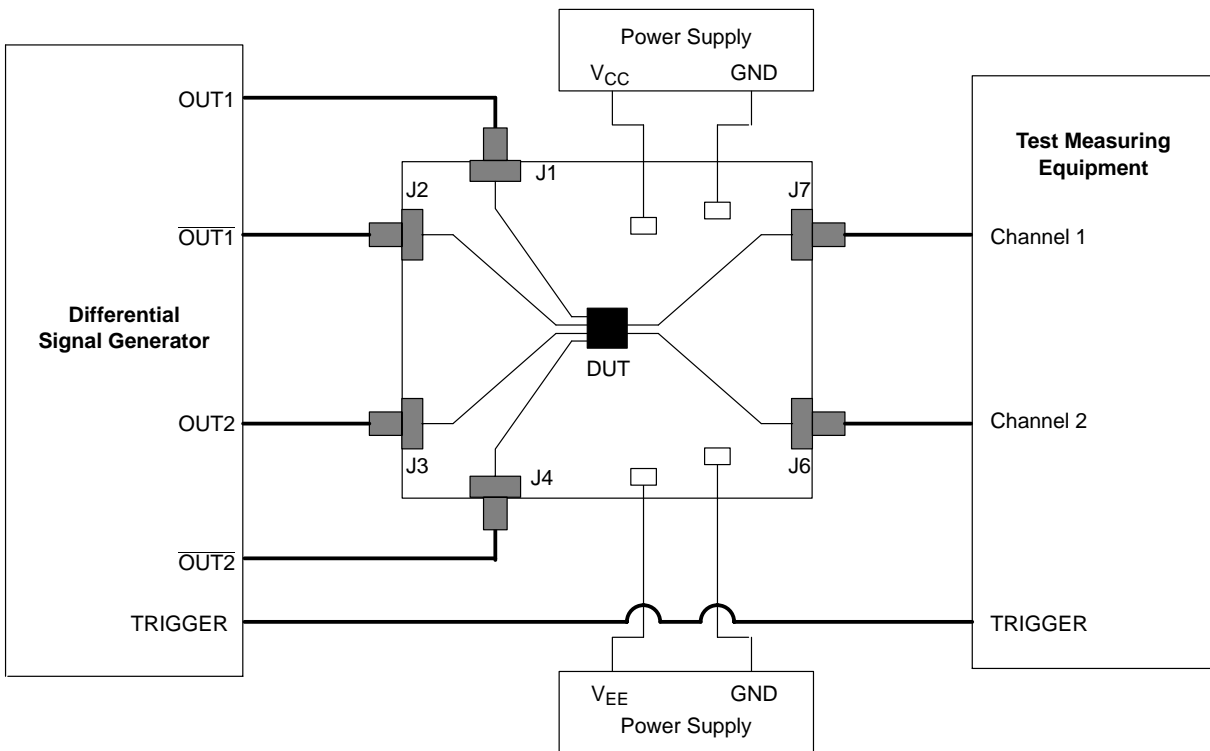 Power Supply
VCC
GND
OUT1
Test Measuring
Equipment
J1
J2
J7
OUT1
Channel 1
Differential
Signal Generator
DUT
OUT2
Channel 2
J3
J4
J6
OUT2
TRIGGER
TRIGGER
VEE
GND
Power Supply